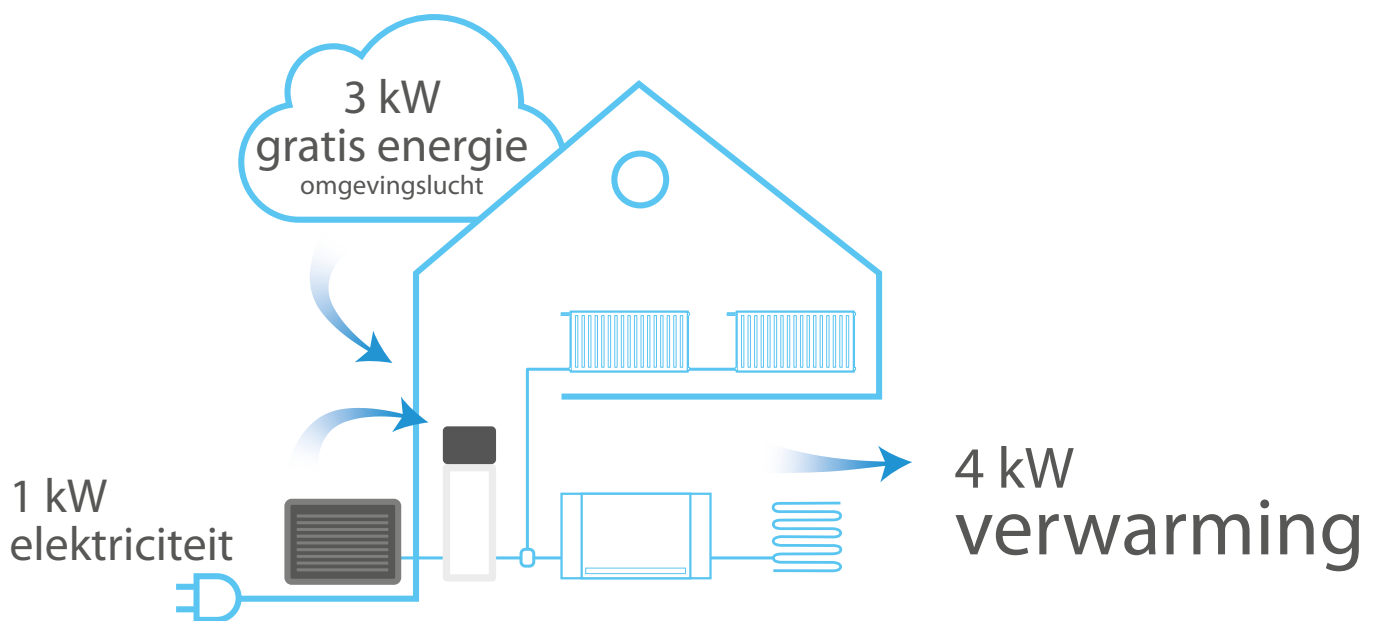 3 kW
gratis energie
omgevingslucht
1 kW
elektriciteit
4 kW
verwarming